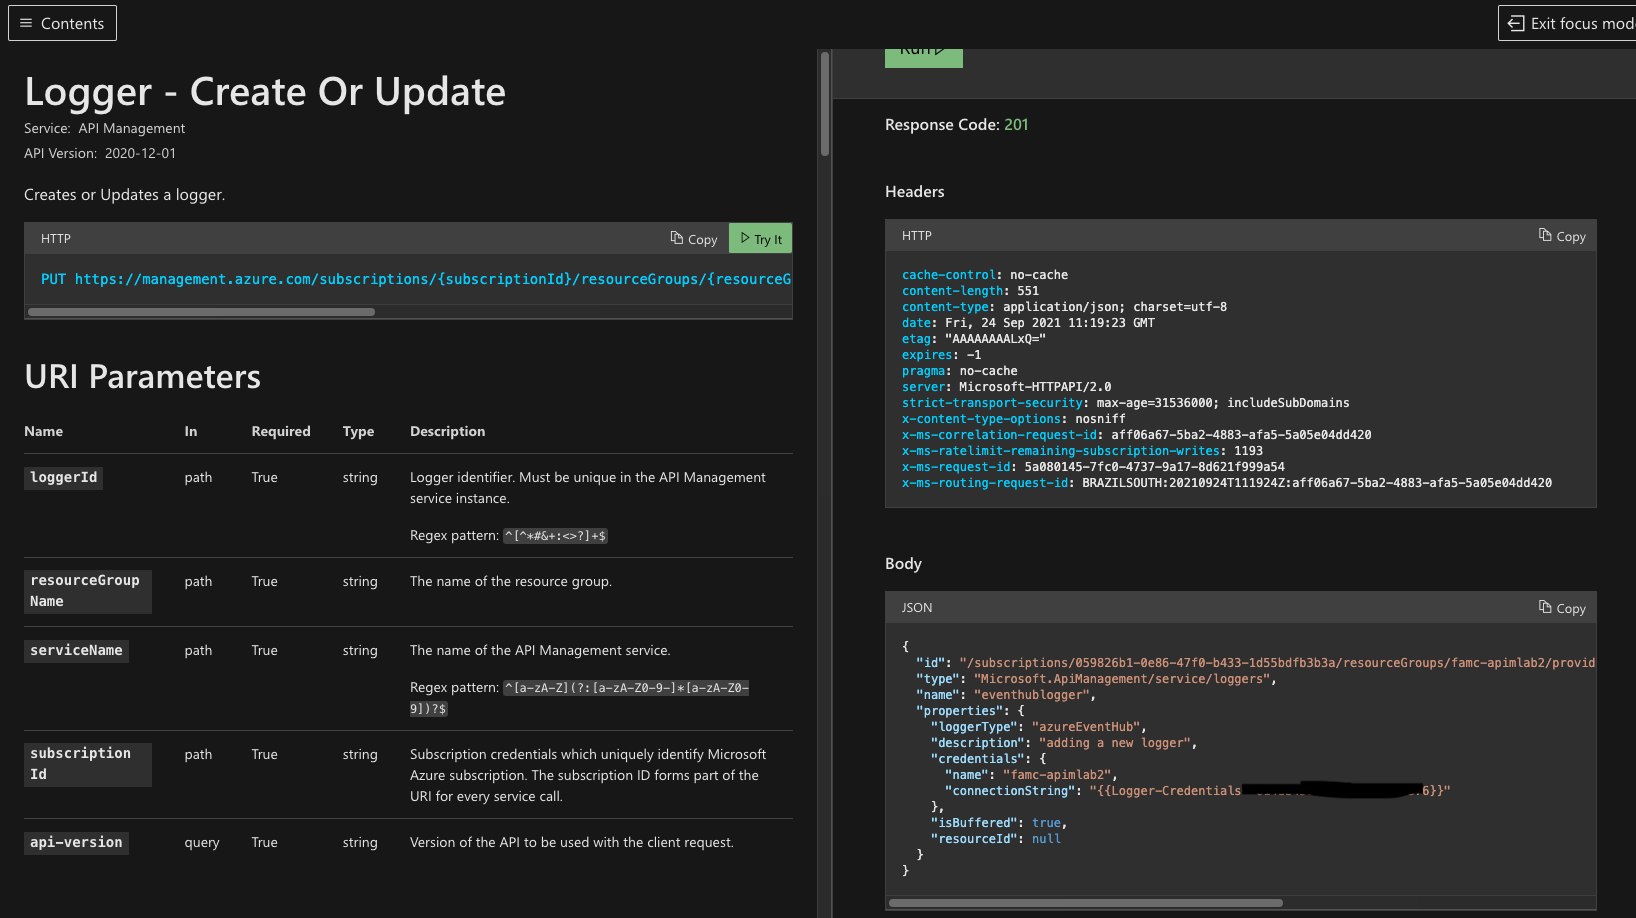 Contents
Exit focus mod
Logger - Create Or Update
Service: API Management
API Version: 2020-12-01
Creates or Updates a logger.
HTTP
Copy
Try It
PUT https://management.azure.com/subscriptions/{subscriptionId}/resourceGroups/{resourceG
URI Parameters
Name In Required Type Description
loggerId path True string Logger identifier. Must be unique in the API Management
service instance.
Regex pattern: ^[^*#&+:<>?]+$
resourceGroup path True string The name of the resource group.
Name
serviceName path True string The name of the API Management service.
Regex pattern: ^[a-zA-Z](?:[a-zA-Z0-9-]*[a-zA-Z0-
9])?$
subscription path True string Subscription credentials which uniquely identify Microsoft
Id Azure subscription. The subscription ID forms part of the
URI for every service call.
api-version query True string Version of the API to be used with the client request.
Run
Response Code: 201
Headers
HTTP
Copy
cache-control: no-cache
content-length: 551
content-type: application/json; charset=utf-8
date: Fri, 24 Sep 2021 11:19:23 GMT
etag: "AAAAAAAALxQ="
expires: -1
pragma: no-cache
server: Microsoft-HTTPAPI/2.0
strict-transport-security: max-age=31536000; includeSubDomains
x-content-type-options: nosniff
x-ms-correlation-request-id: aff06a67-5ba2-4883-afa5-5a05e04dd420
x-ms-ratelimit-remaining-subscription-writes: 1193
x-ms-request-id: 5a080145-7fc0-4737-9a17-8d621f999a54
x-ms-routing-request-id: BRAZILSOUTH:20210924T111924Z:aff06a67-5ba2-4883-afa5-5a05e04dd420
Body
JSON
Copy
{
"id": "/subscriptions/059826b1-0e86-47f0-b433-1d55bdfb3b3a/resourceGroups/famc-apimlab2/provid
"type": "Microsoft.ApiManagement/service/loggers",
"name": "eventhublogger",
"properties": {
"loggerType": "azureEventHub",
"description": "adding a new logger",
"credentials": {
"name": "famc-apimlab2",
"connectionString": "{{Logger-Credentials 6}}"
},
"isBuffered": true,
"resourceId": null
}
}